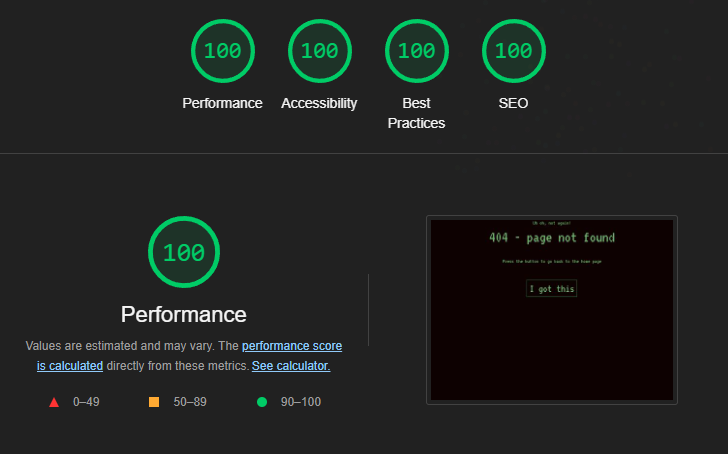 100 100 100 100
Performance Accessibility Best Practices SEO
100
Performance
Values are estimated and may vary. The performance score
is calculated directly from these metrics. See calculator.
0–49 50–89 90–100
Uh oh, not again!
404 - page not found
Press the button to go back to the home page
I got this